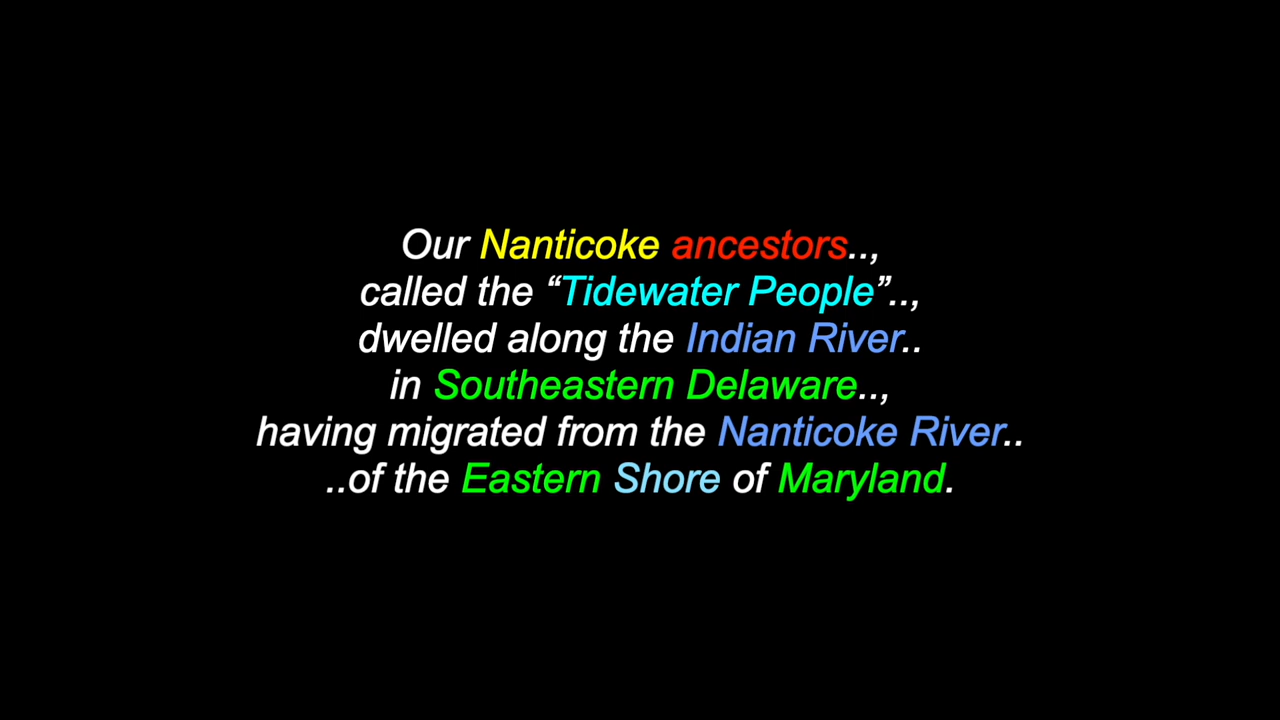 Our Nanticoke ancestors..,
called the “Tidewater People”..,
dwelled along the Indian River..
in Southeastern Delaware..,
having migrated from the Nanticoke River..
..of the Eastern Shore of Maryland.